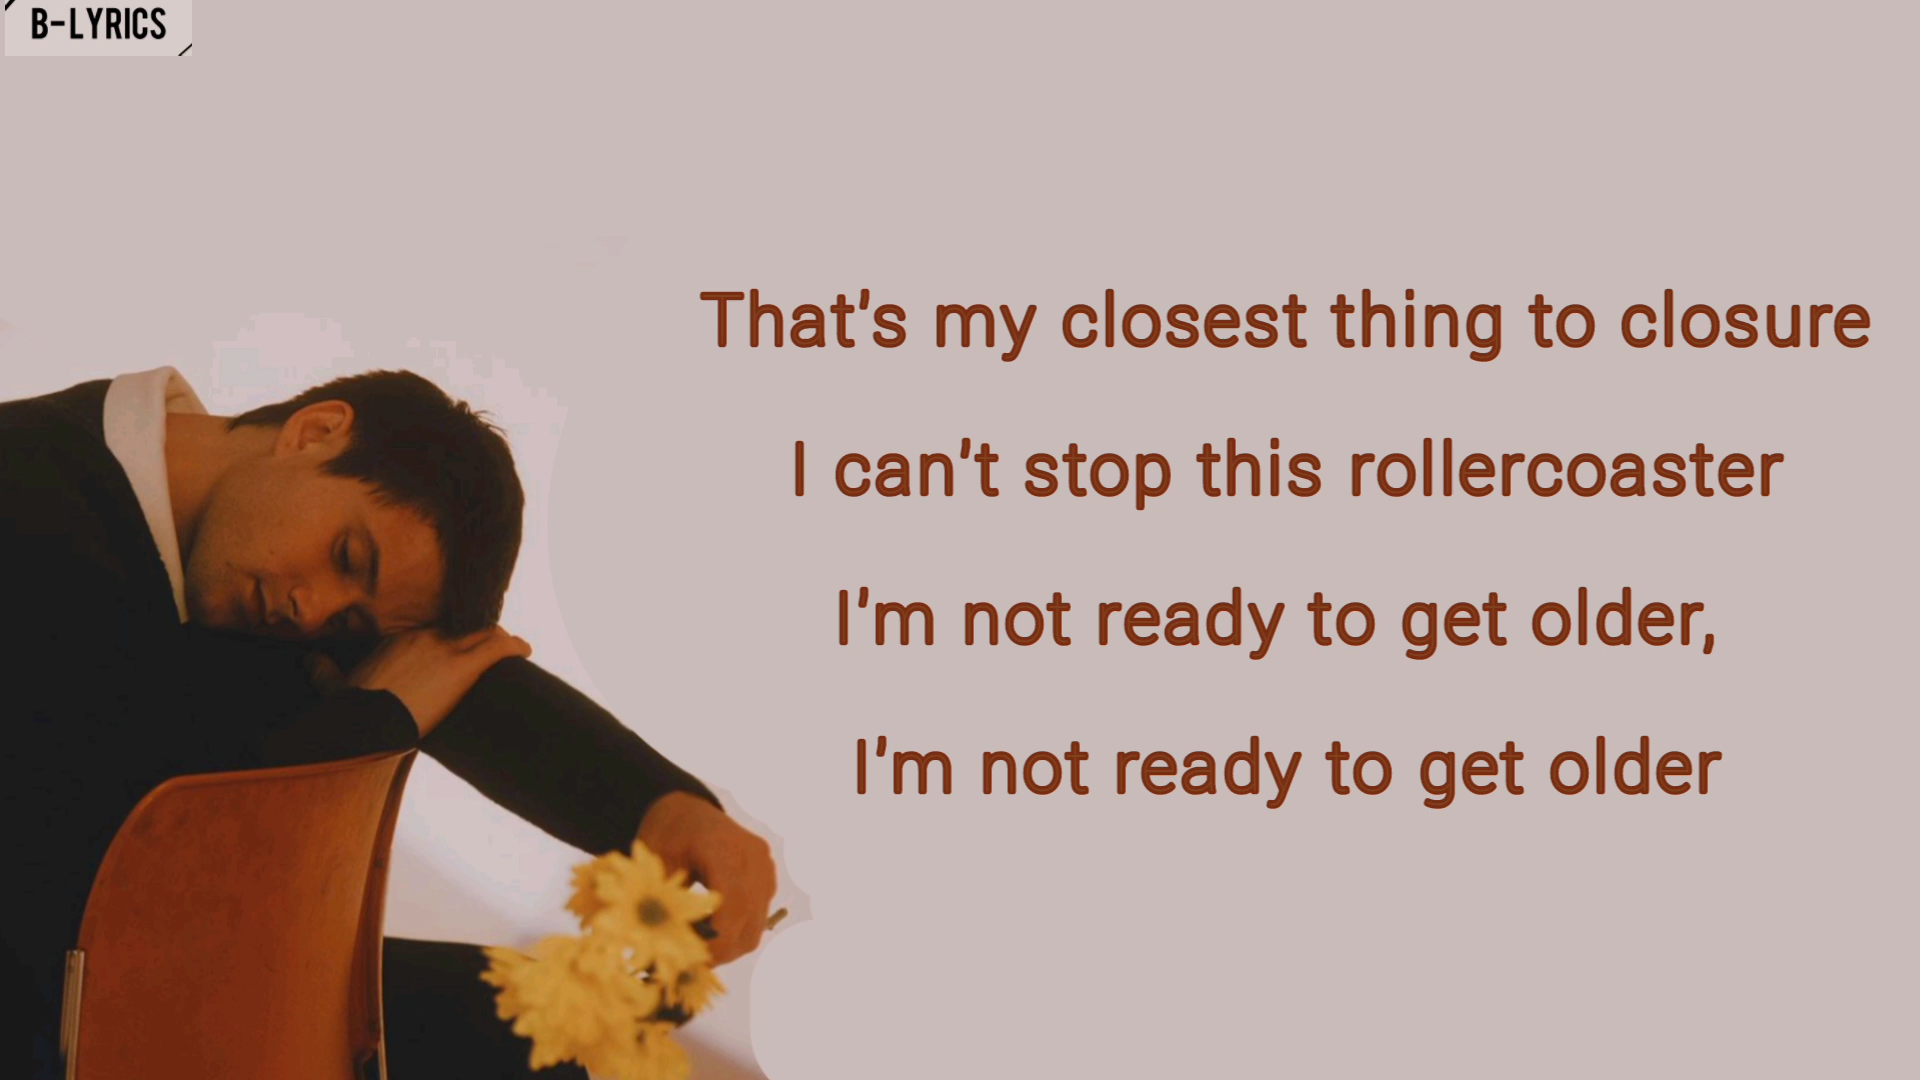 B-LYRICS
That's my closest thing to closure
I can't stop this rollercoaster
I'm not ready to get older,
I'm not ready to get older